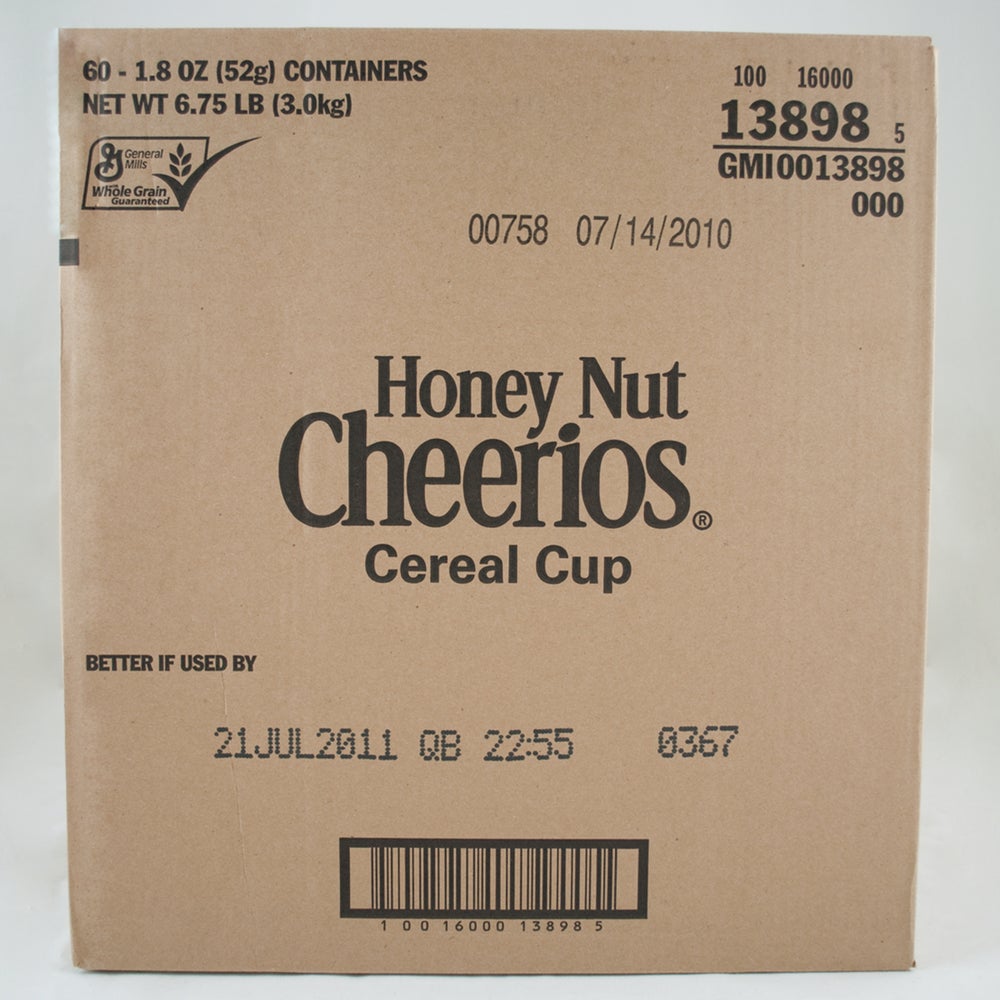 60 - 1.8 OZ (52g) CONTAINERS
NET WT 6.75 LB (3.0kg)
General
Mills
Whole Grain
Guaranteed
100 16000
13898 5
GMI0013898
000
00758 07/14/2010
Honey Nut
Cheerios®
Cereal Cup
BETTER IF USED BY
21JUL2011 QB 22:55 0367
1 0 0 16000 13898 5